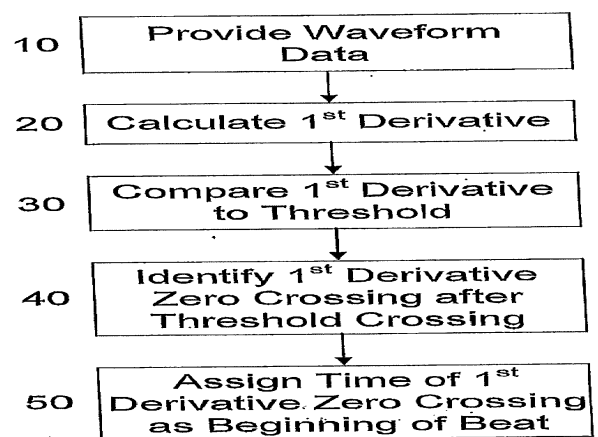 10 Provide Waveform
Data
20 Calculate 1st Derivative
30 Compare 1st Derivative
to Threshold
40 Identify 1st Derivative
Zero Crossing after
Threshold Crossing
50 Assign Time of 1st
Derivative Zero Crossing
as Beginning of Beat